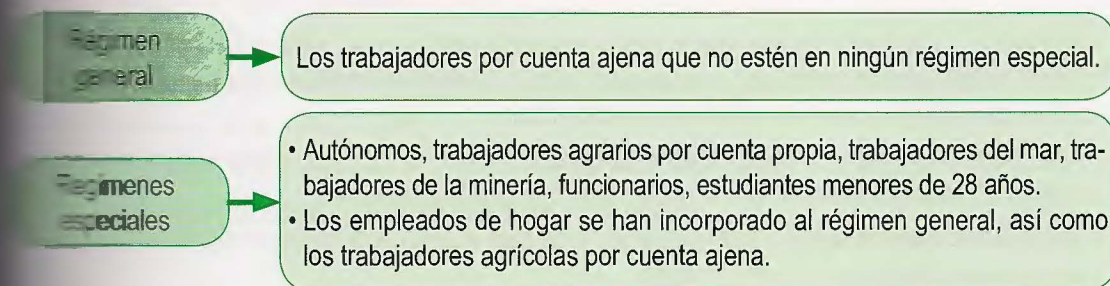 Régimen
general
Los trabajadores por cuenta ajena que no estén en ningún régimen especial.
Regímenes
especiales
• Autónomos, trabajadores agrarios por cuenta propia, trabajadores del mar, tra-
bajadores de la minería, funcionarios, estudiantes menores de 28 años.
• Los empleados de hogar se han incorporado al régimen general, así como
los trabajadores agrícolas por cuenta ajena.